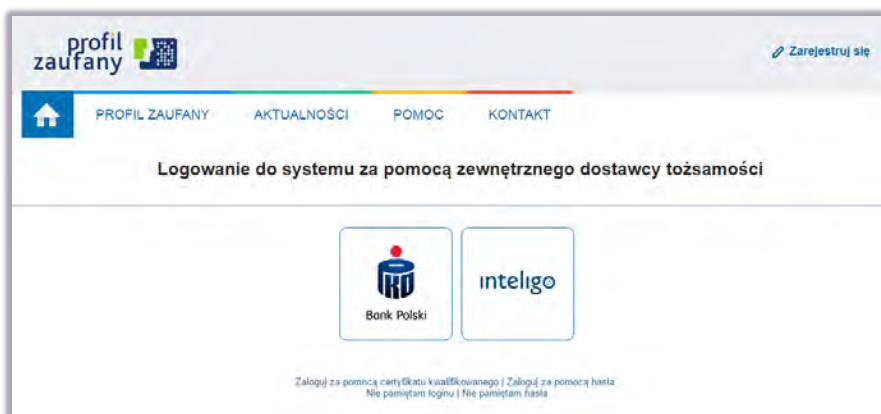 profil
zaufany
Zarejestruj się
PROFIL ZAUFANY AKTUALNOŚCI POMOC KONTAKT
Logowanie do systemu za pomocą zewnętrznego dostawcy tożsamości
PKO
Bank Polski
inteligo
Zaloguj za pomocą certyfikatu kwalifikowanego | Zaloguj za pomocą hasła
Nie pamiętam loginu | Nie pamiętam hasła